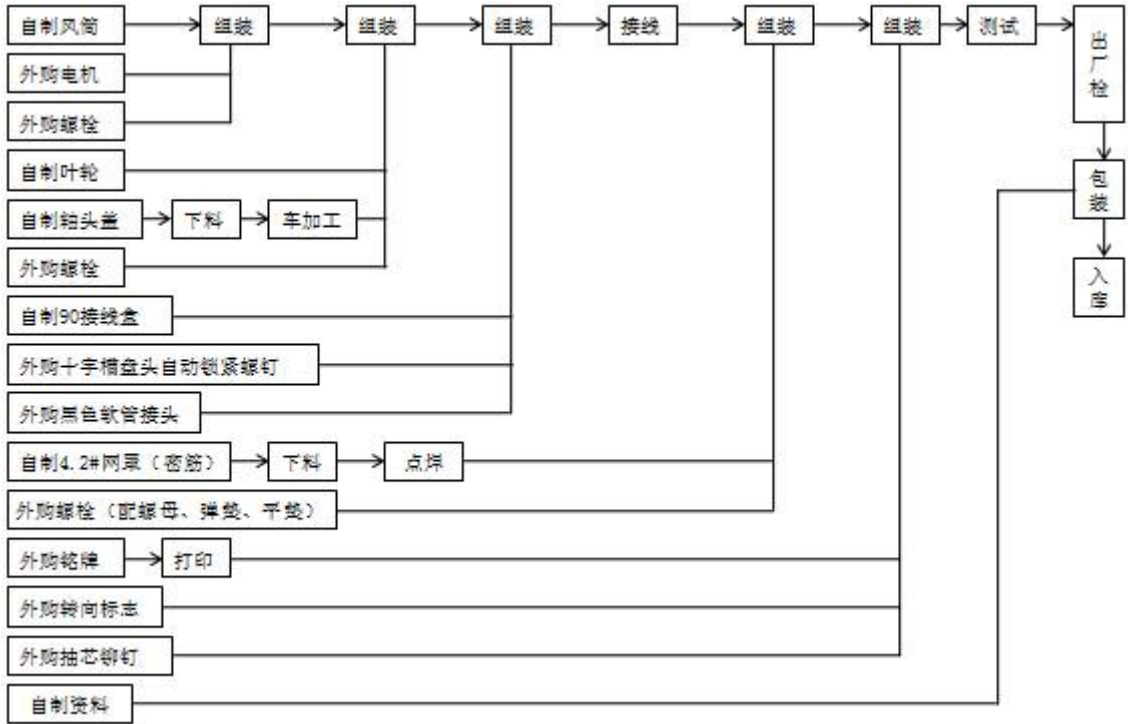 自制风筒
组装
组装
组装
接线
组装
组装
测试
出厂检
外购电机
外购螺栓
自制叶轮
包装
自制轴头盖
下料
车加工
外购螺栓
入库
自制90接线盒
外购十字槽盘头自动锁紧螺钉
外购黑色软管接头
自制4.2#网罩（密筋）
下料
点焊
外购螺栓（配螺母、弹垫、平垫）
外购铭牌
打印
外购转向标志
外购抽芯铆钉
自制资料